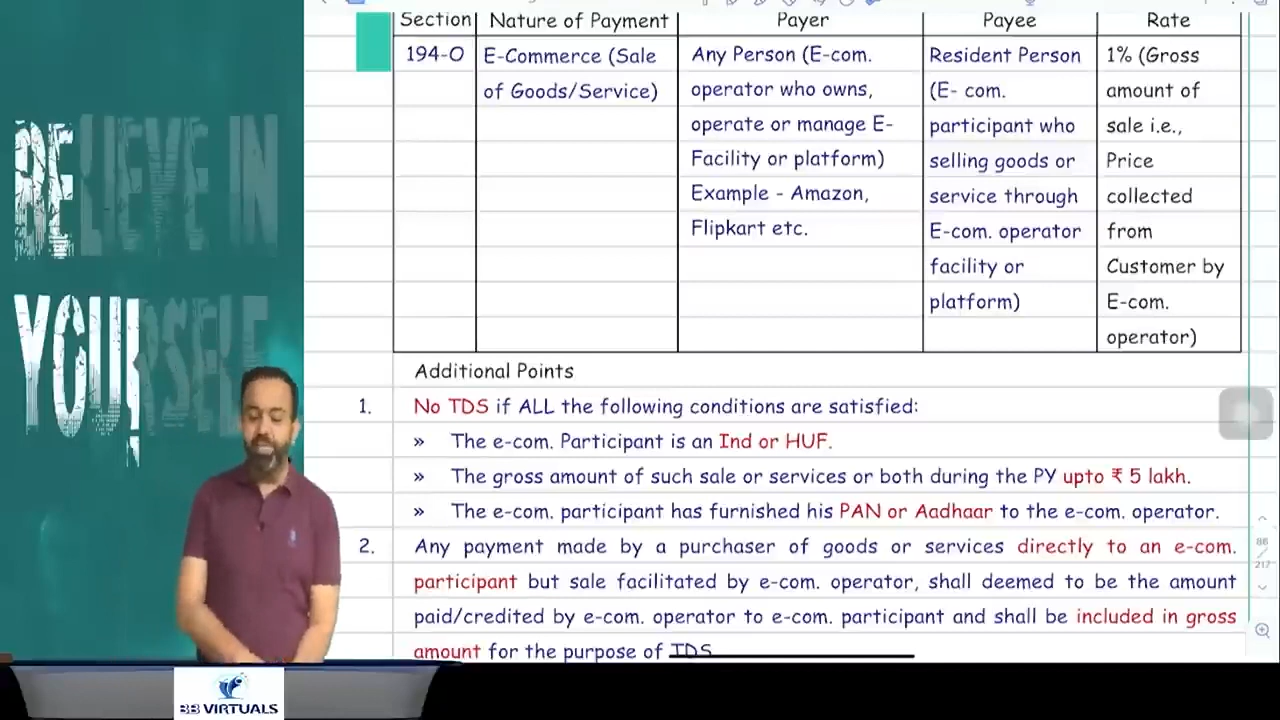 BELIEVE IN
YOURSELF
Section Nature of Payment Payer Payee Rate
194-O E-Commerce (Sale Any Person (E-com. Resident Person 1% (Gross
of Goods/Service) operator who owns, (E- com. amount of
operate or manage E- participant who sale i.e.,
Facility or platform) selling goods or Price
Example - Amazon, service through collected
Flipkart etc. E-com. operator from
facility or Customer by
platform) E-com.
operator)
Additional Points
1. No TDS if ALL the following conditions are satisfied:
» The e-com. Participant is an Ind or HUF.
» The gross amount of such sale or services or both during the PY upto ₹ 5 lakh.
» The e-com. participant has furnished his PAN or Aadhaar to the e-com. operator.
2. Any payment made by a purchaser of goods or services directly to an e-com.
participant but sale facilitated by e-com. operator, shall deemed to be the amount
paid/credited by e-com. operator to e-com. participant and shall be included in gross
amount for the purpose of TDS
86
217
BB VIRTUALS